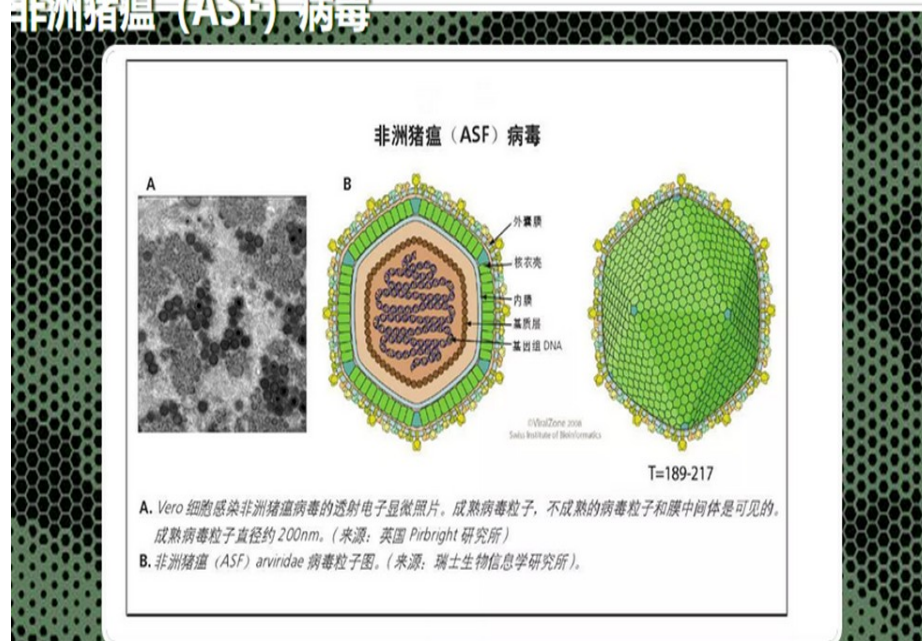 非洲猪瘟（ASF）病毒
非洲猪瘟（ASF）病毒
A
B
外囊膜
核衣壳
内膜
基质层
基因组 DNA
©ViralZone 2008
Swiss Institute of Bioinformatics
T=189-217
A. Vero 细胞感染非洲猪瘟病毒的透射电子显微照片。成熟病毒粒子，不成熟的病毒粒子和膜中间体是可见的。
成熟病毒粒子直径约 200nm。（来源：英国 Pirbright 研究所）
B. 非洲猪瘟（ASF）arviridae 病毒粒子图。（来源：瑞士生物信息学研究所）。